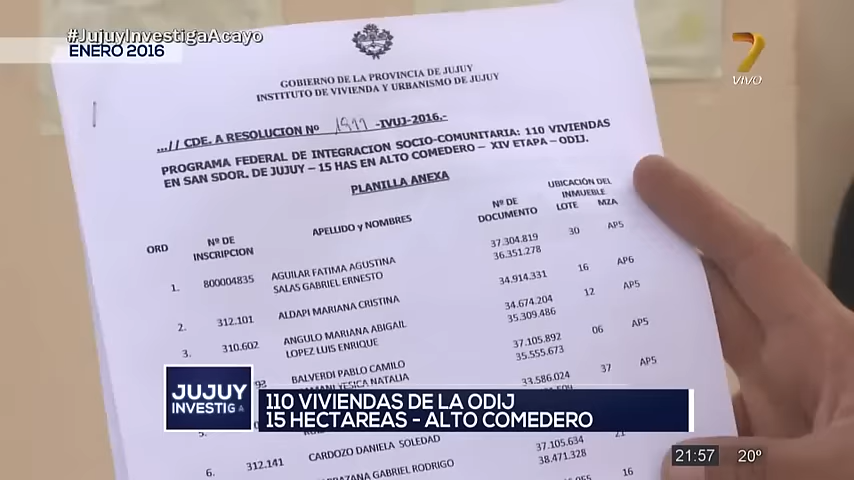 #JujuyInvestigaAcayo
ENERO 2016
7
VIVO
GOBIERNO DE LA PROVINCIA DE JUJUY
INSTITUTO DE VIVIENDA Y URBANISMO DE JUJUY
...// CDE. A RESOLUCION Nº 1911 -IVUJ-2016.-
PROGRAMA FEDERAL DE INTEGRACION SOCIO-COMUNITARIA: 110 VIVIENDAS
EN SAN SDOR. DE JUJUY – 15 HAS EN ALTO COMEDERO – XIV ETAPA – ODIJ.
PLANILLA ANEXA
ORD Nº DE INSCRIPCION APELLIDO y NOMBRES Nº DE DOCUMENTO UBICACIÓN DEL INMUEBLE LOTE MZA
1. 800004835 AGUILAR FATIMA AGUSTINA 37.304.819 30 AP5
SALAS GABRIEL ERNESTO 36.351.278
2. 312.101 ALDAPI MARIANA CRISTINA 34.914.331 16 AP6
3. 310.602 ANGULO MARIANA ABIGAIL 34.674.204 12 AP5
LOPEZ LUIS ENRIQUE 35.309.486
BALVERDI PABLO CAMILO 37.105.892 06 AP5
YESICA NATALIA 35.555.673
33.586.024 37 AP5
5.
6. 312.141 CARDOZO DANIELA SOLEDAD 37.105.634 21
GABRIEL RODRIGO 38.471.328
16
JUJUY
INVESTIGA
110 VIVIENDAS DE LA ODIJ
15 HECTAREAS - ALTO COMEDERO
21:57 20º